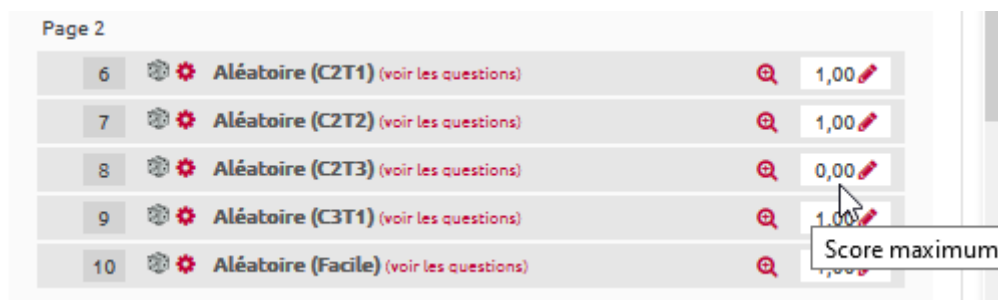 Page 2
6 Aléatoire (C2T1) (voir les questions) 1,00
7 Aléatoire (C2T2) (voir les questions) 1,00
8 Aléatoire (C2T3) (voir les questions) 0,00
9 Aléatoire (C3T1) (voir les questions) 1,00
Score maximum
10 Aléatoire (Facile) (voir les questions)